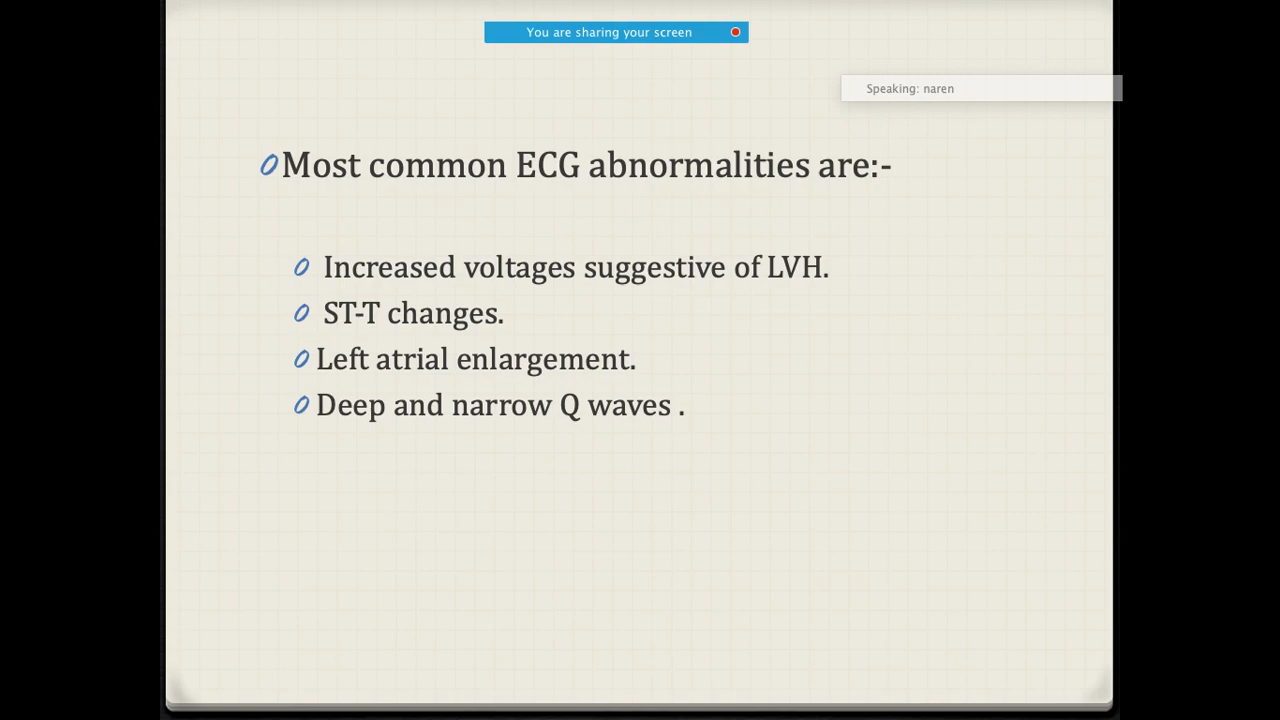 You are sharing your screen
Speaking: naren
Most common ECG abnormalities are:-
Increased voltages suggestive of LVH.
ST-T changes.
Left atrial enlargement.
Deep and narrow Q waves .